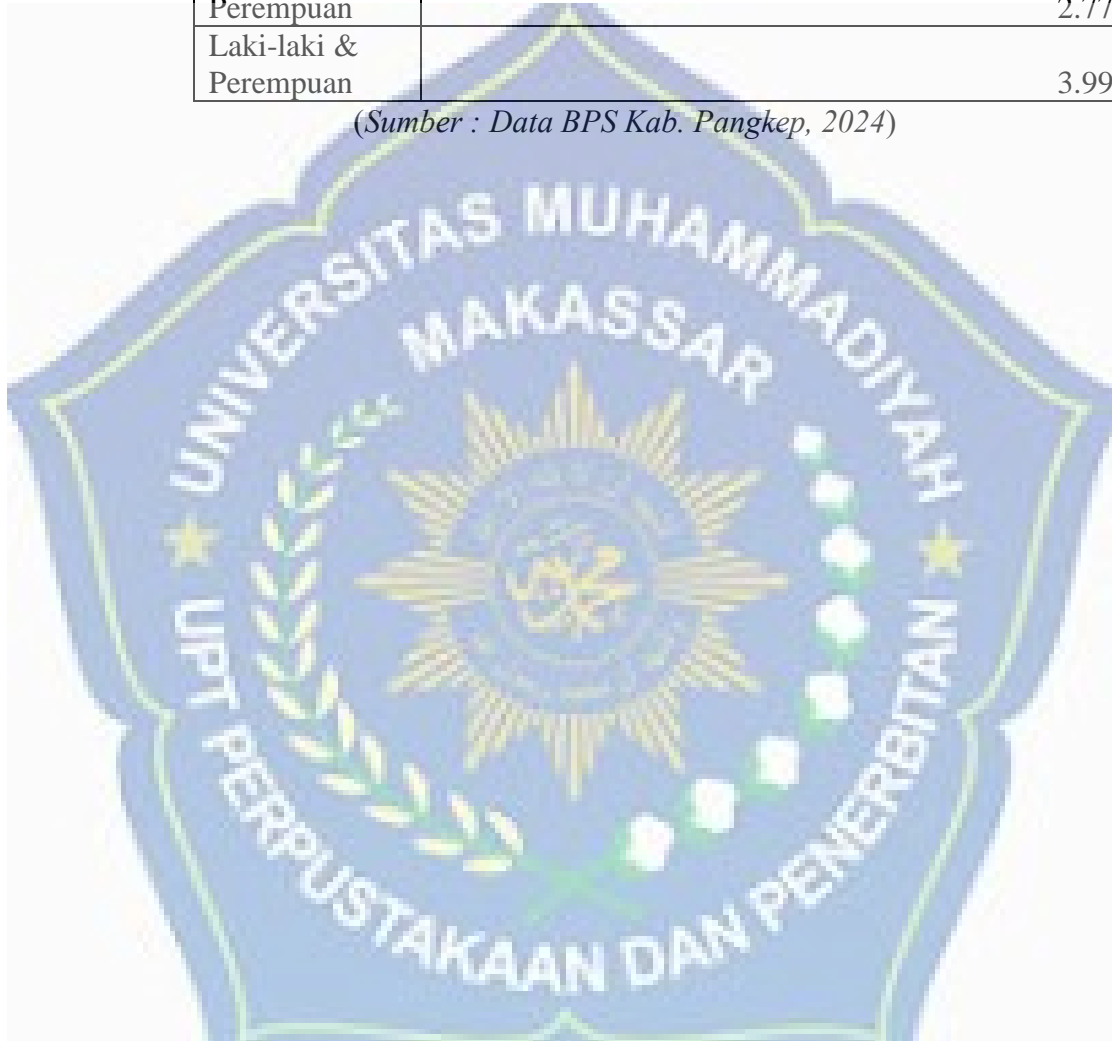 Perempuan 2.77
Laki-laki &
Perempuan 3.99
(Sumber : Data BPS Kab. Pangkep, 2024)
UNIVERSITAS MUHAMMADIYAH
MAKASSAR
UPT PERPUSTAKAAN DAN PENERBITAN